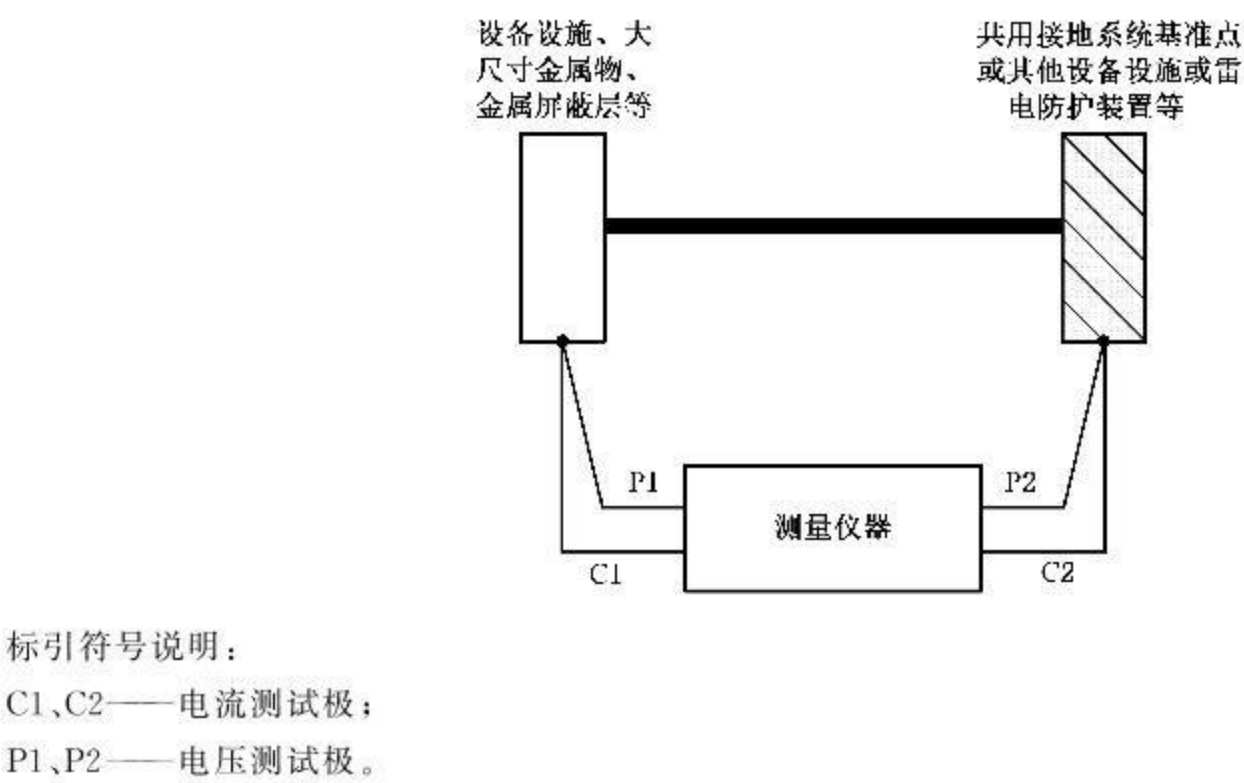 设备设施、大
尺寸金属物、
金属屏蔽层等
共用接地系统基准点
或其他设备设施或雷
电防护装置等
P1
P2
测量仪器
C1
C2
标引符号说明：
C1、C2——电流测试极；
P1、P2——电压测试极。